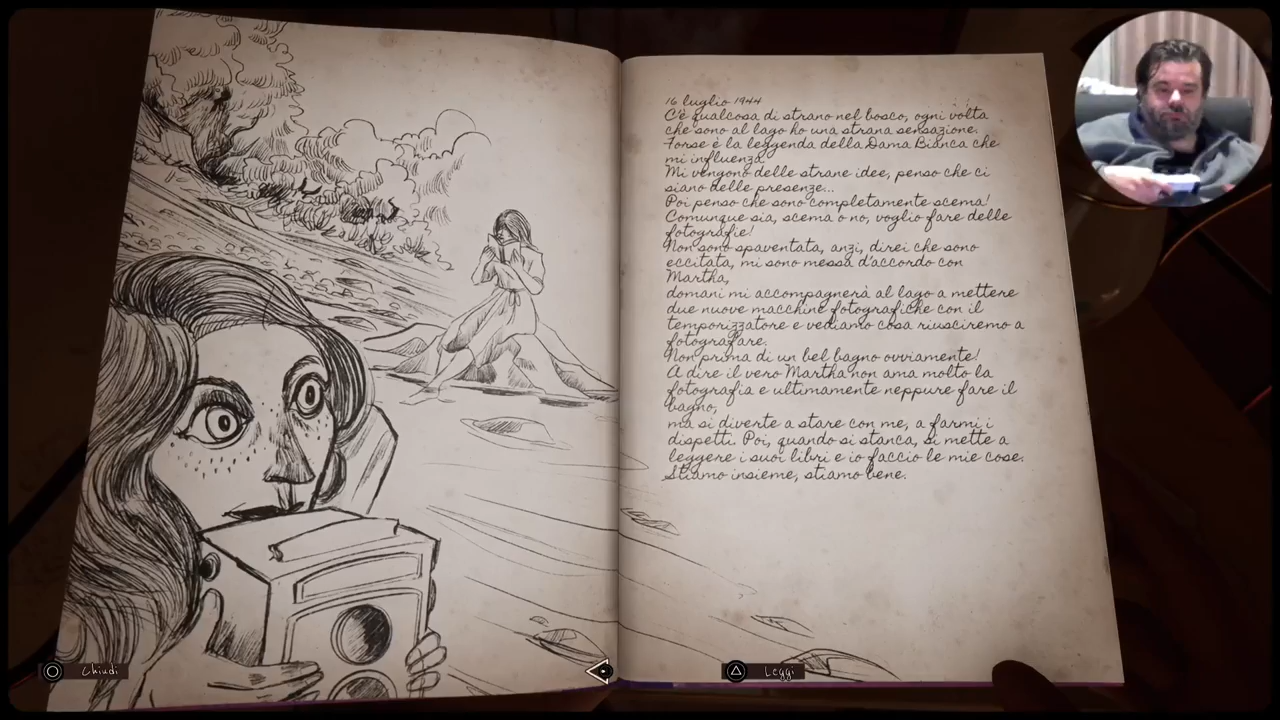 16 luglio 1944
C'è qualcosa di strano nel bosco, ogni volta
che sono al lago ho una strana sensazione.
Forse è la leggenda della Dama Bianca che
mi influenza.
Mi vengono delle strane idee, penso che ci
siano delle presenze...
Poi penso che sono completamente scema!
Comunque sia, scema o no, voglio fare delle
fotografie!
Non sono spaventata, anzi, direi che sono
eccitata, mi sono messa d'accordo con
Martha,
domani mi accompagnerà al lago a mettere
due nuove macchine fotografiche con il
temporizzatore e vediamo cosa riusciremo a
fotografare.
Non prima di un bel bagno ovviamente!
A dire il vero Martha non ama molto la
fotografia e ultimamente neppure fare il
bagno,
ma si diverte a stare con me, a farmi i
dispetti. Poi, quando si stanca, si mette a
leggere i suoi libri e io faccio le mie cose.
Stiamo insieme, stiamo bene.
Chiudi
Leggi